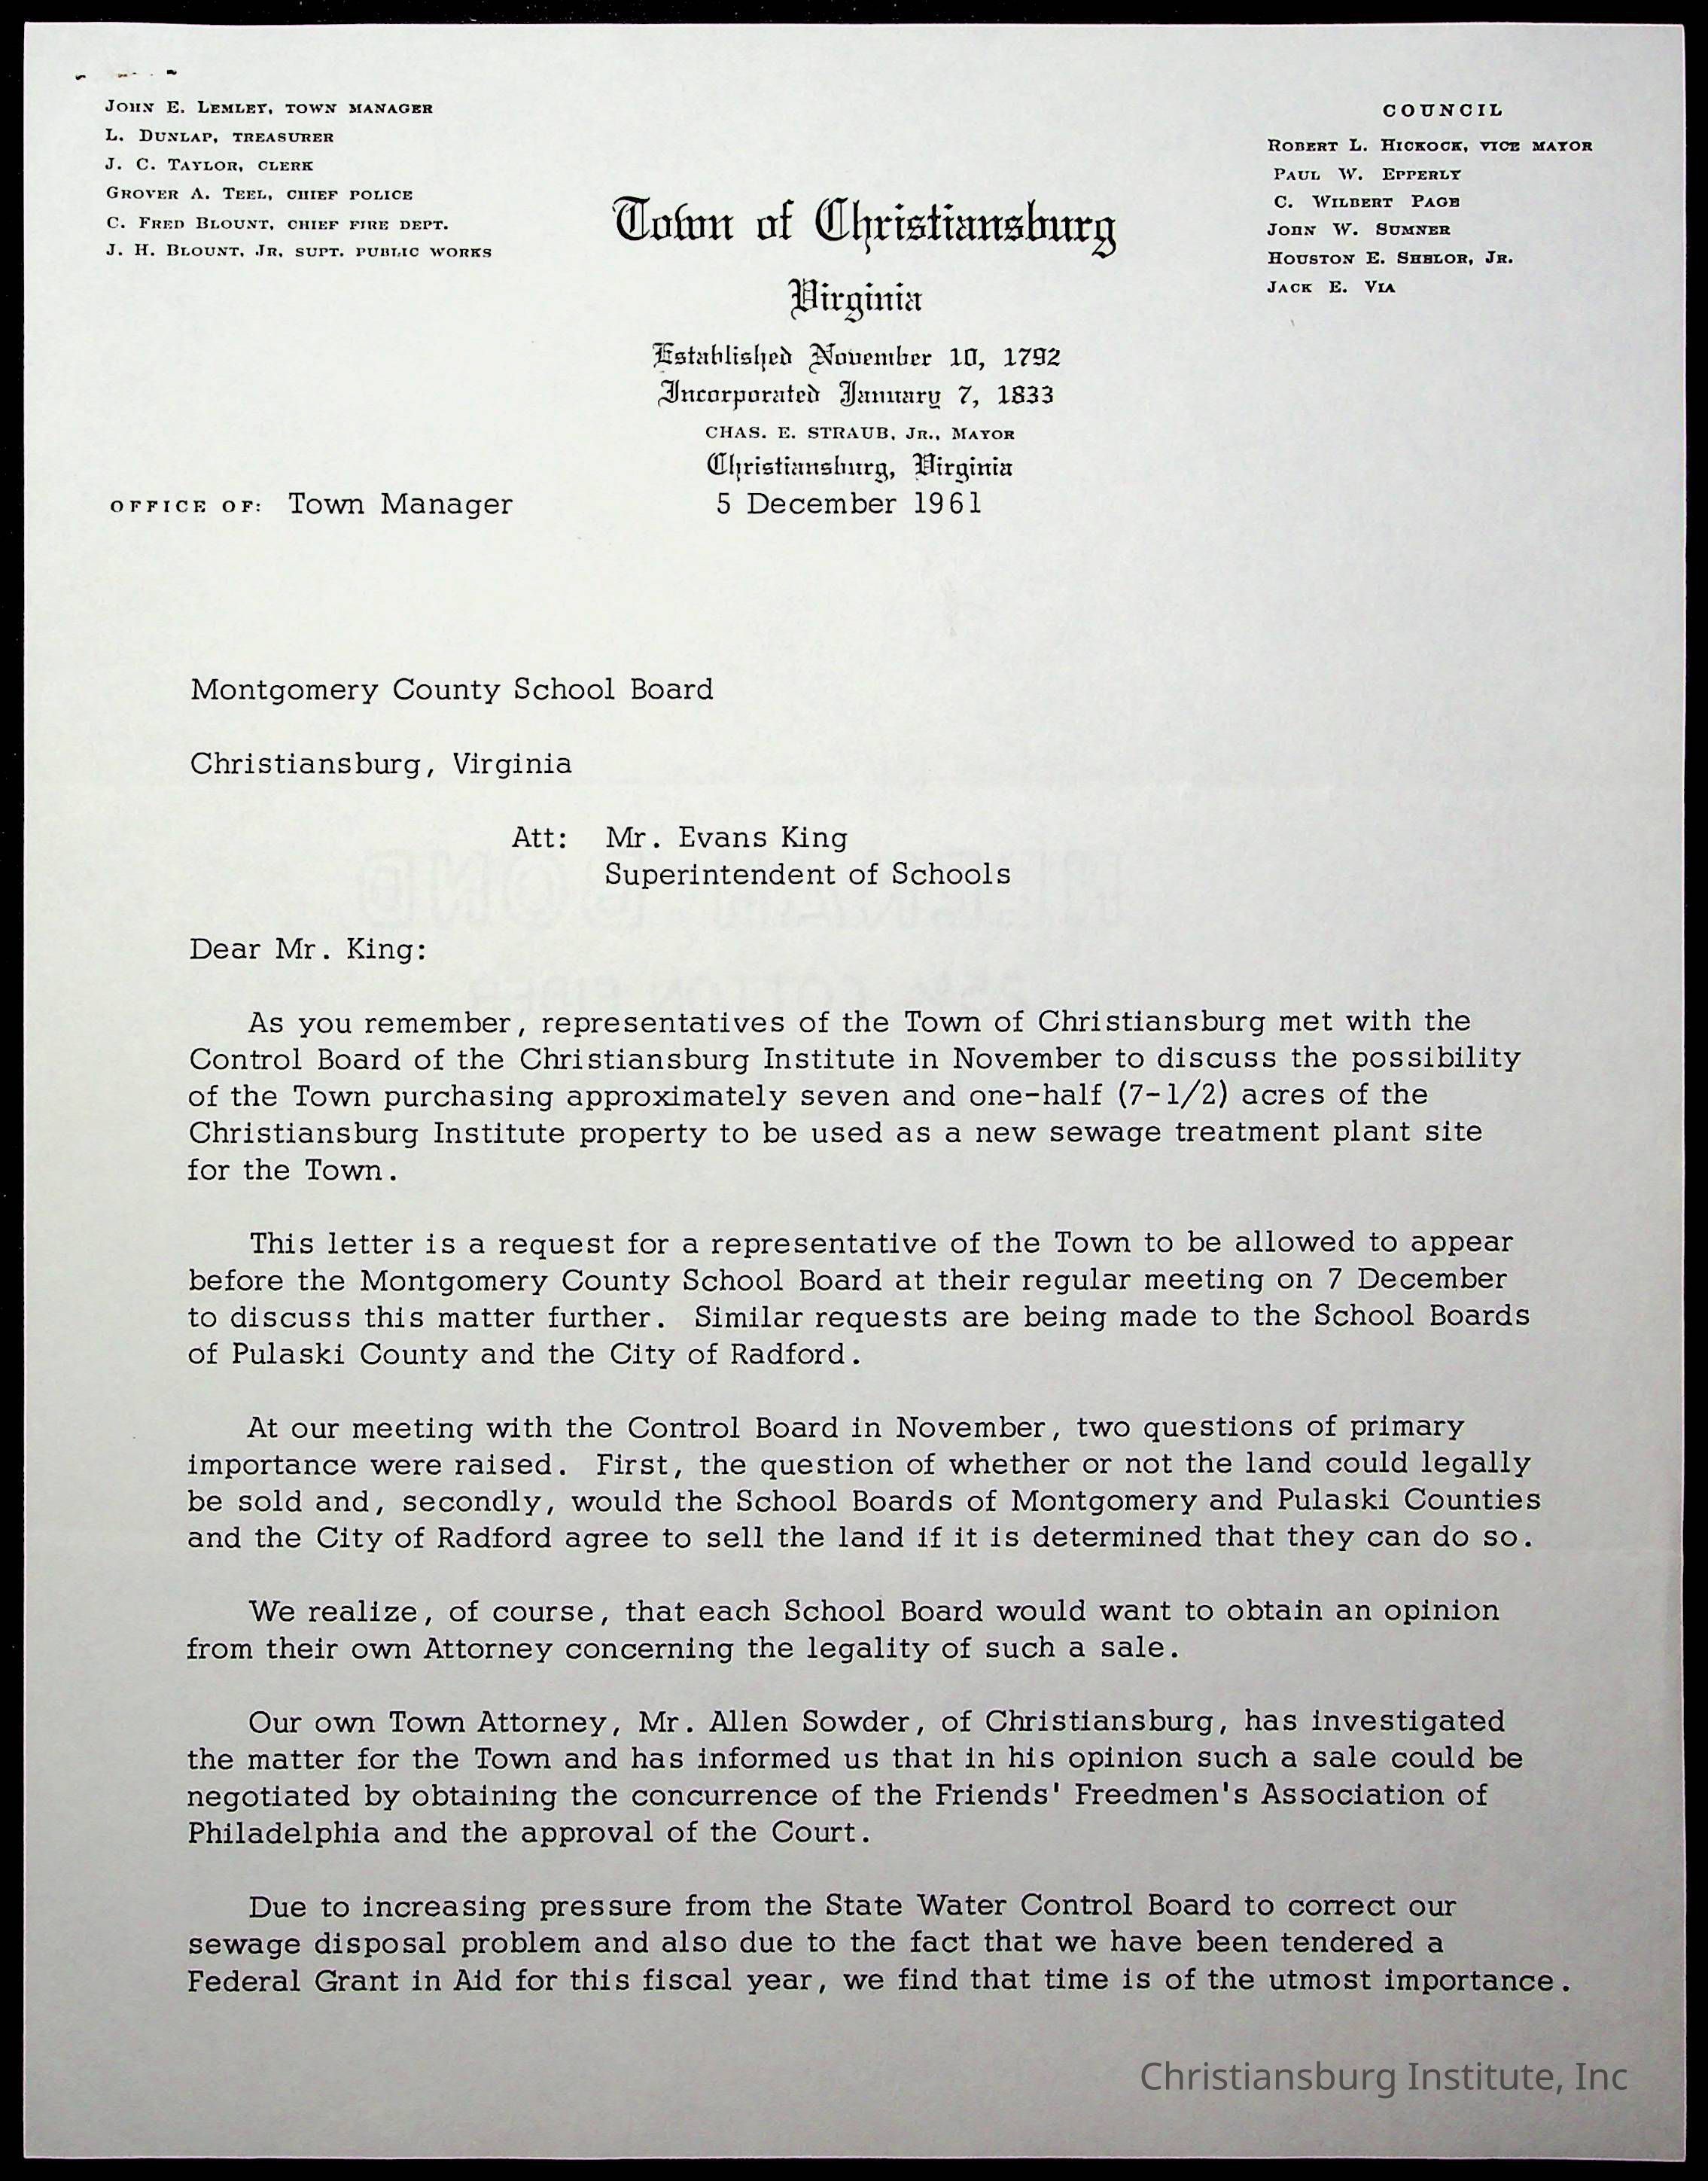 John E. Lemley, Town Manager
L. Dunlap, Treasurer
J. C. Taylor, Clerk
Grover A. Teel, Chief Police
C. Fred Blount, Chief Fire Dept.
J. H. Blount, Jr, Supt. Public Works
COUNCIL
Robert L. Hickock, Vice Mayor
Paul W. Epperly
C. Wilbert Page
John W. Sumner
Houston E. Shelor, Jr.
Jack E. Via
Town of Christiansburg
Virginia
Established November 10, 1792
Incorporated January 7, 1833
CHAS. E. STRAUB, Jr., Mayor
Christiansburg, Virginia
OFFICE OF: Town Manager 5 December 1961
Montgomery County School Board
Christiansburg, Virginia
Att: Mr. Evans King
Superintendent of Schools
Dear Mr. King:
As you remember, representatives of the Town of Christiansburg met with the
Control Board of the Christiansburg Institute in November to discuss the possibility
of the Town purchasing approximately seven and one-half (7-1/2) acres of the
Christiansburg Institute property to be used as a new sewage treatment plant site
for the Town.
This letter is a request for a representative of the Town to be allowed to appear
before the Montgomery County School Board at their regular meeting on 7 December
to discuss this matter further. Similar requests are being made to the School Boards
of Pulaski County and the City of Radford.
At our meeting with the Control Board in November, two questions of primary
importance were raised. First, the question of whether or not the land could legally
be sold and, secondly, would the School Boards of Montgomery and Pulaski Counties
and the City of Radford agree to sell the land if it is determined that they can do so.
We realize, of course, that each School Board would want to obtain an opinion
from their own Attorney concerning the legality of such a sale.
Our own Town Attorney, Mr. Allen Sowder, of Christiansburg, has investigated
the matter for the Town and has informed us that in his opinion such a sale could be
negotiated by obtaining the concurrence of the Friends' Freedmen's Association of
Philadelphia and the approval of the Court.
Due to increasing pressure from the State Water Control Board to correct our
sewage disposal problem and also due to the fact that we have been tendered a
Federal Grant in Aid for this fiscal year, we find that time is of the utmost importance.
Christiansburg Institute, Inc